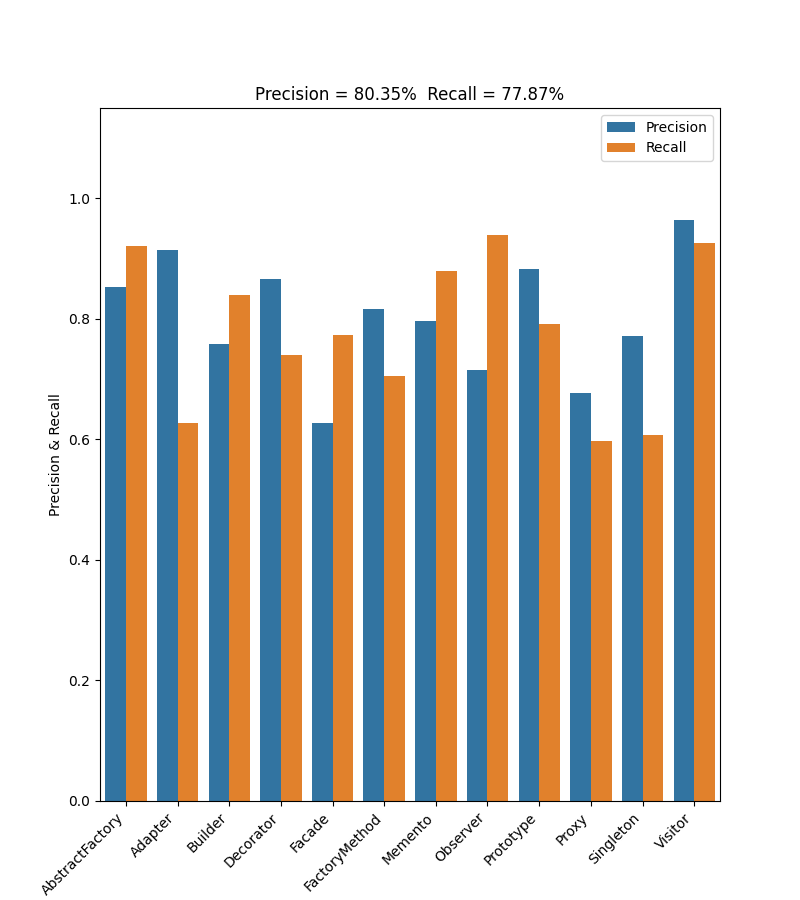 Precision = 80.35%  Recall = 77.87%
Precision
Recall
1.0
0.8
0.6
0.4
0.2
0.0
Precision & Recall
AbstractFactory
Adapter
Builder
Decorator
Facade
FactoryMethod
Memento
Observer
Prototype
Proxy
Singleton
Visitor